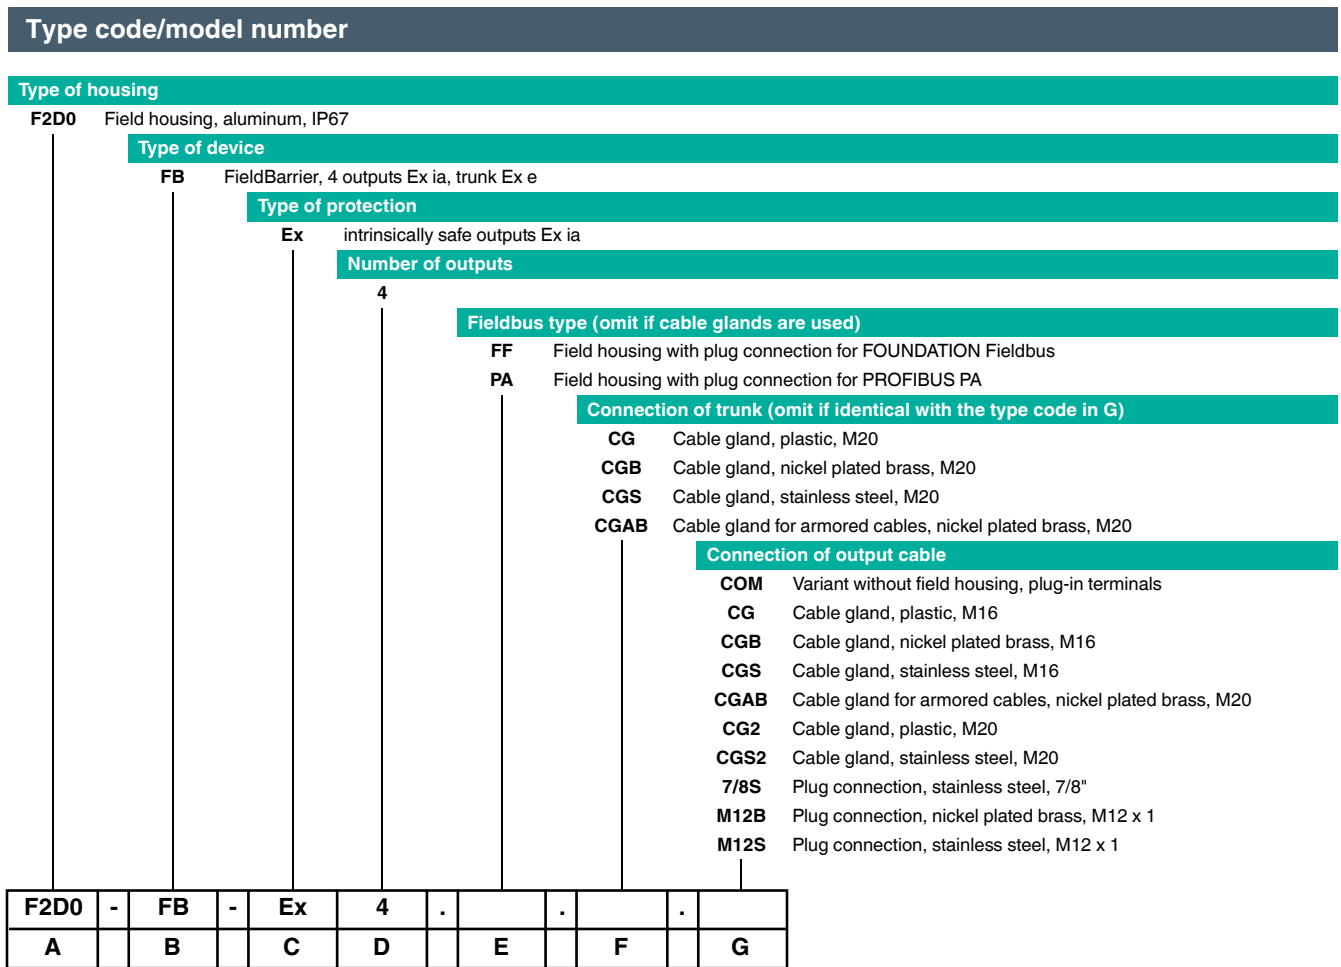 Type code/model number
Type of housing
F2D0 Field housing, aluminum, IP67
Type of device
FB FieldBarrier, 4 outputs Ex ia, trunk Ex e
Type of protection
Ex intrinsically safe outputs Ex ia
Number of outputs
4
Fieldbus type (omit if cable glands are used)
FF Field housing with plug connection for FOUNDATION Fieldbus
PA Field housing with plug connection for PROFIBUS PA
Connection of trunk (omit if identical with the type code in G)
CG Cable gland, plastic, M20
CGB Cable gland, nickel plated brass, M20
CGS Cable gland, stainless steel, M20
CGAB Cable gland for armored cables, nickel plated brass, M20
Connection of output cable
COM Variant without field housing, plug-in terminals
CG Cable gland, plastic, M16
CGB Cable gland, nickel plated brass, M16
CGS Cable gland, stainless steel, M16
CGAB Cable gland for armored cables, nickel plated brass, M20
CG2 Cable gland, plastic, M20
CGS2 Cable gland, stainless steel, M20
7/8S Plug connection, stainless steel, 7/8"
M12B Plug connection, nickel plated brass, M12 x 1
M12S Plug connection, stainless steel, M12 x 1
F2D0 - FB - Ex 4 . . .
A B C D E F G